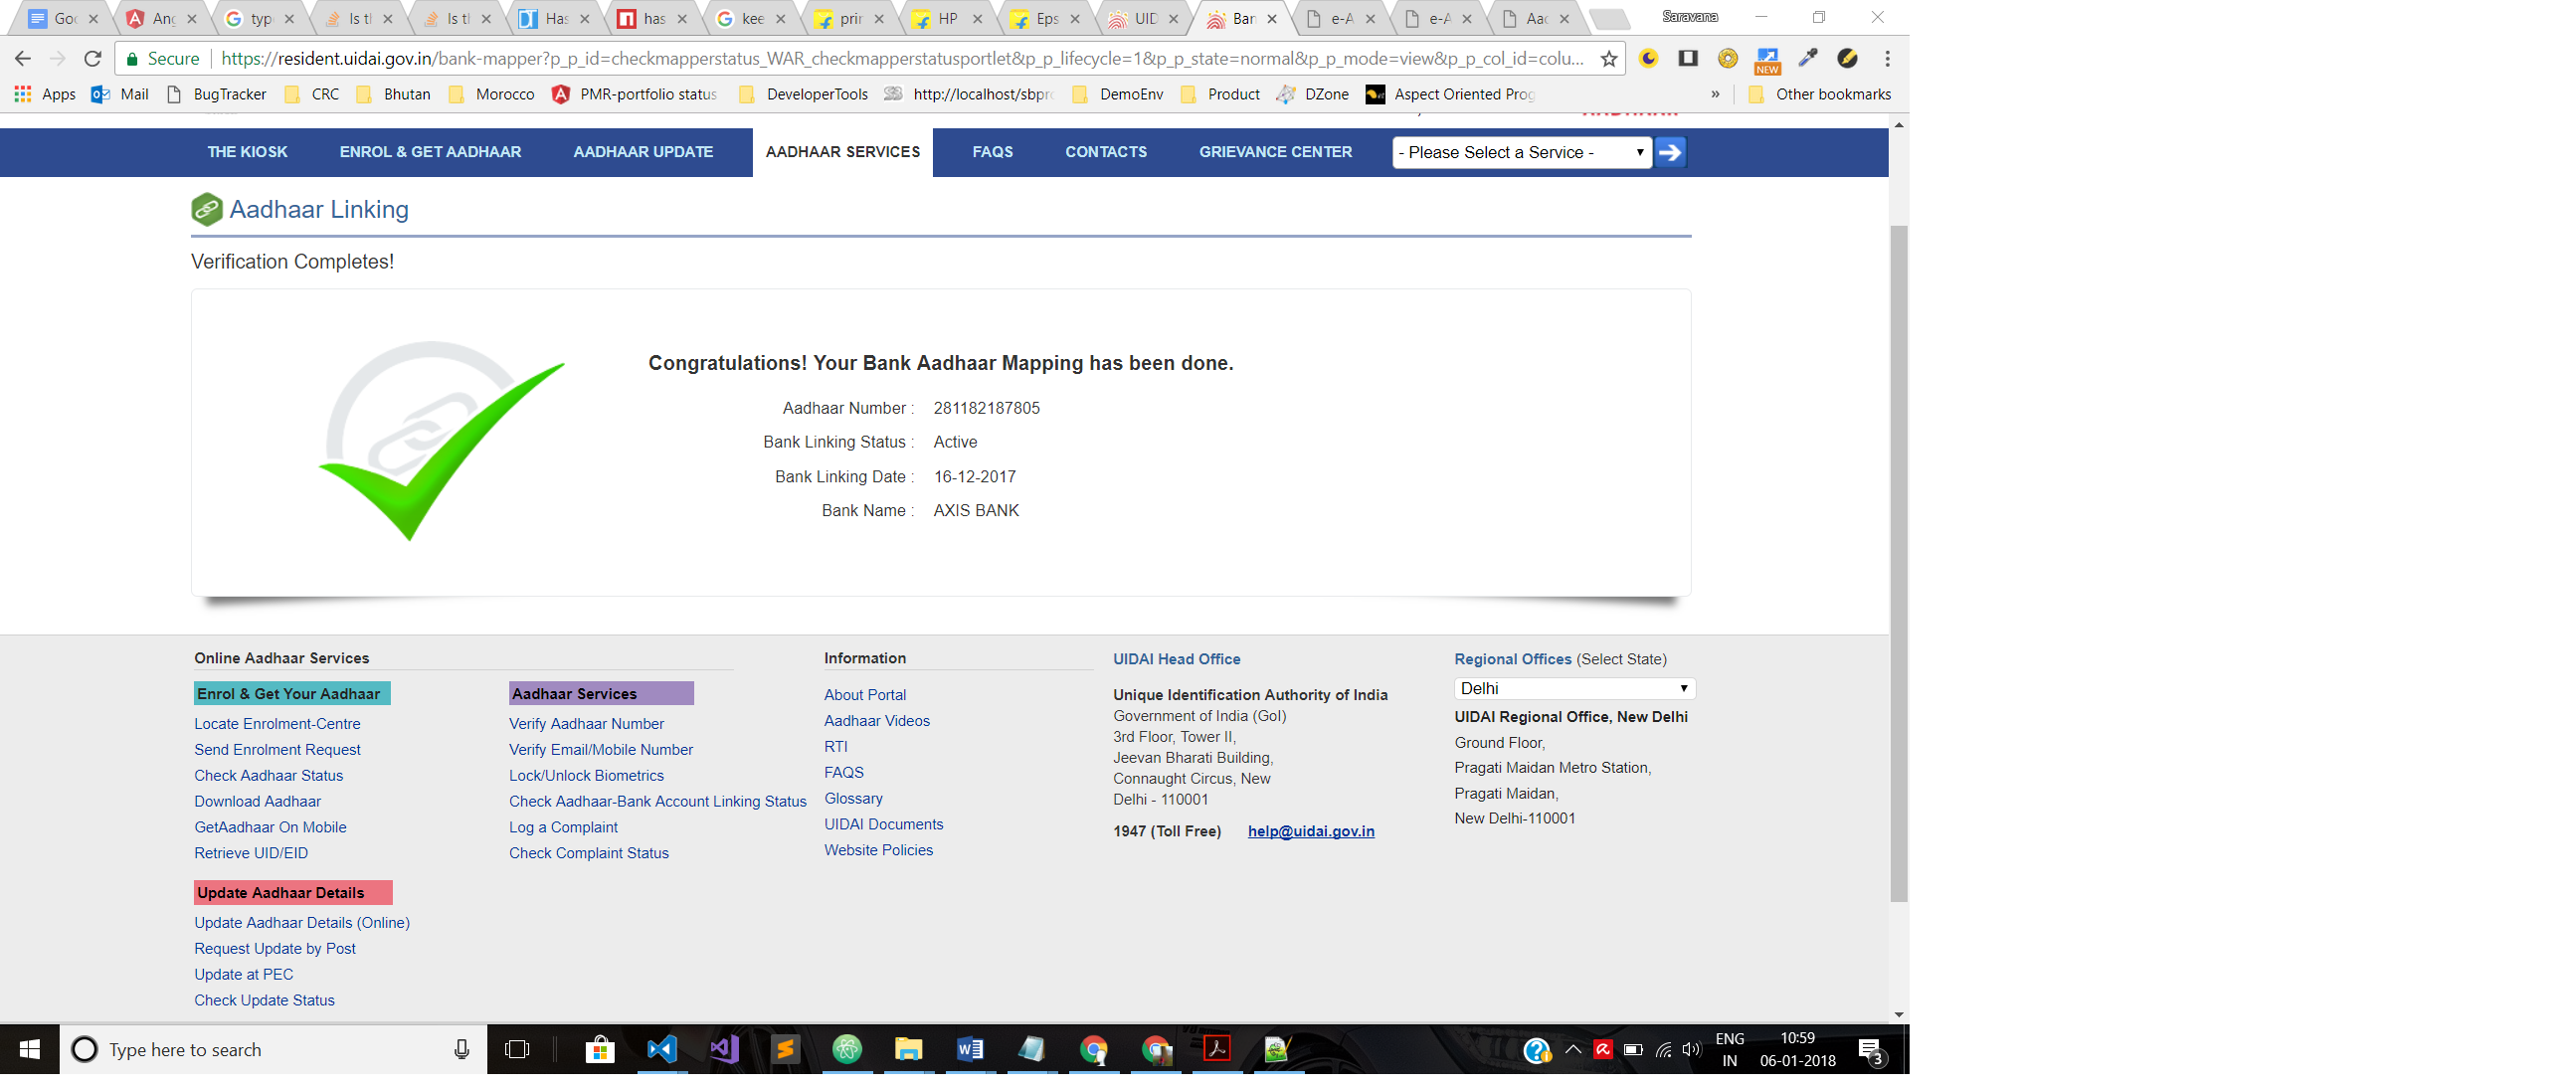 Goo
Ang
typ
Is tl
Is tl
Has
has
kee
prir
HP
Eps
UID
Ban
e-A
e-A
Aac
Saravana
Secure https://resident.uidai.gov.in/bank-mapper?p_p_id=checkmapperstatus_WAR_checkmapperstatusportlet&p_p_lifecycle=1&p_p_state=normal&p_p_mode=view&p_p_col_id=colu...
NEW
Apps Mail BugTracker CRC Bhutan Morocco PMR-portfolio status DeveloperTools http://localhost/sbpro DemoEnv Product DZone Aspect Oriented Prog » Other bookmarks
THE KIOSK ENROL & GET AADHAAR AADHAAR UPDATE AADHAAR SERVICES FAQS CONTACTS GRIEVANCE CENTER - Please Select a Service -
Aadhaar Linking
Verification Completes!
Congratulations! Your Bank Aadhaar Mapping has been done.
Aadhaar Number : 281182187805
Bank Linking Status : Active
Bank Linking Date : 16-12-2017
Bank Name : AXIS BANK
Online Aadhaar Services
Enrol & Get Your Aadhaar
Locate Enrolment-Centre
Send Enrolment Request
Check Aadhaar Status
Download Aadhaar
GetAadhaar On Mobile
Retrieve UID/EID
Update Aadhaar Details
Update Aadhaar Details (Online)
Request Update by Post
Update at PEC
Check Update Status
Aadhaar Services
Verify Aadhaar Number
Verify Email/Mobile Number
Lock/Unlock Biometrics
Check Aadhaar-Bank Account Linking Status
Log a Complaint
Check Complaint Status
Information
About Portal
Aadhaar Videos
RTI
FAQS
Glossary
UIDAI Documents
Website Policies
UIDAI Head Office
Unique Identification Authority of India
Government of India (GoI)
3rd Floor, Tower II,
Jeevan Bharati Building,
Connaught Circus, New
Delhi - 110001
1947 (Toll Free) help@uidai.gov.in
Regional Offices (Select State)
Delhi
UIDAI Regional Office, New Delhi
Ground Floor,
Pragati Maidan Metro Station,
Pragati Maidan,
New Delhi-110001
Type here to search
ENG
IN
10:59
06-01-2018
3